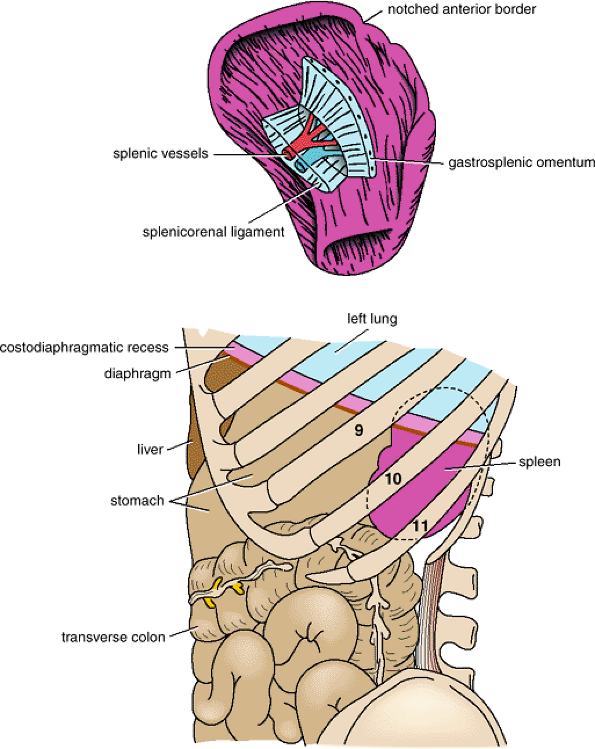 notched anterior border
splenic vessels
gastrosplenic omentum
splenicorenal ligament
left lung
costodiaphragmatic recess
diaphragm
9
liver
spleen
10
stomach
11
transverse colon